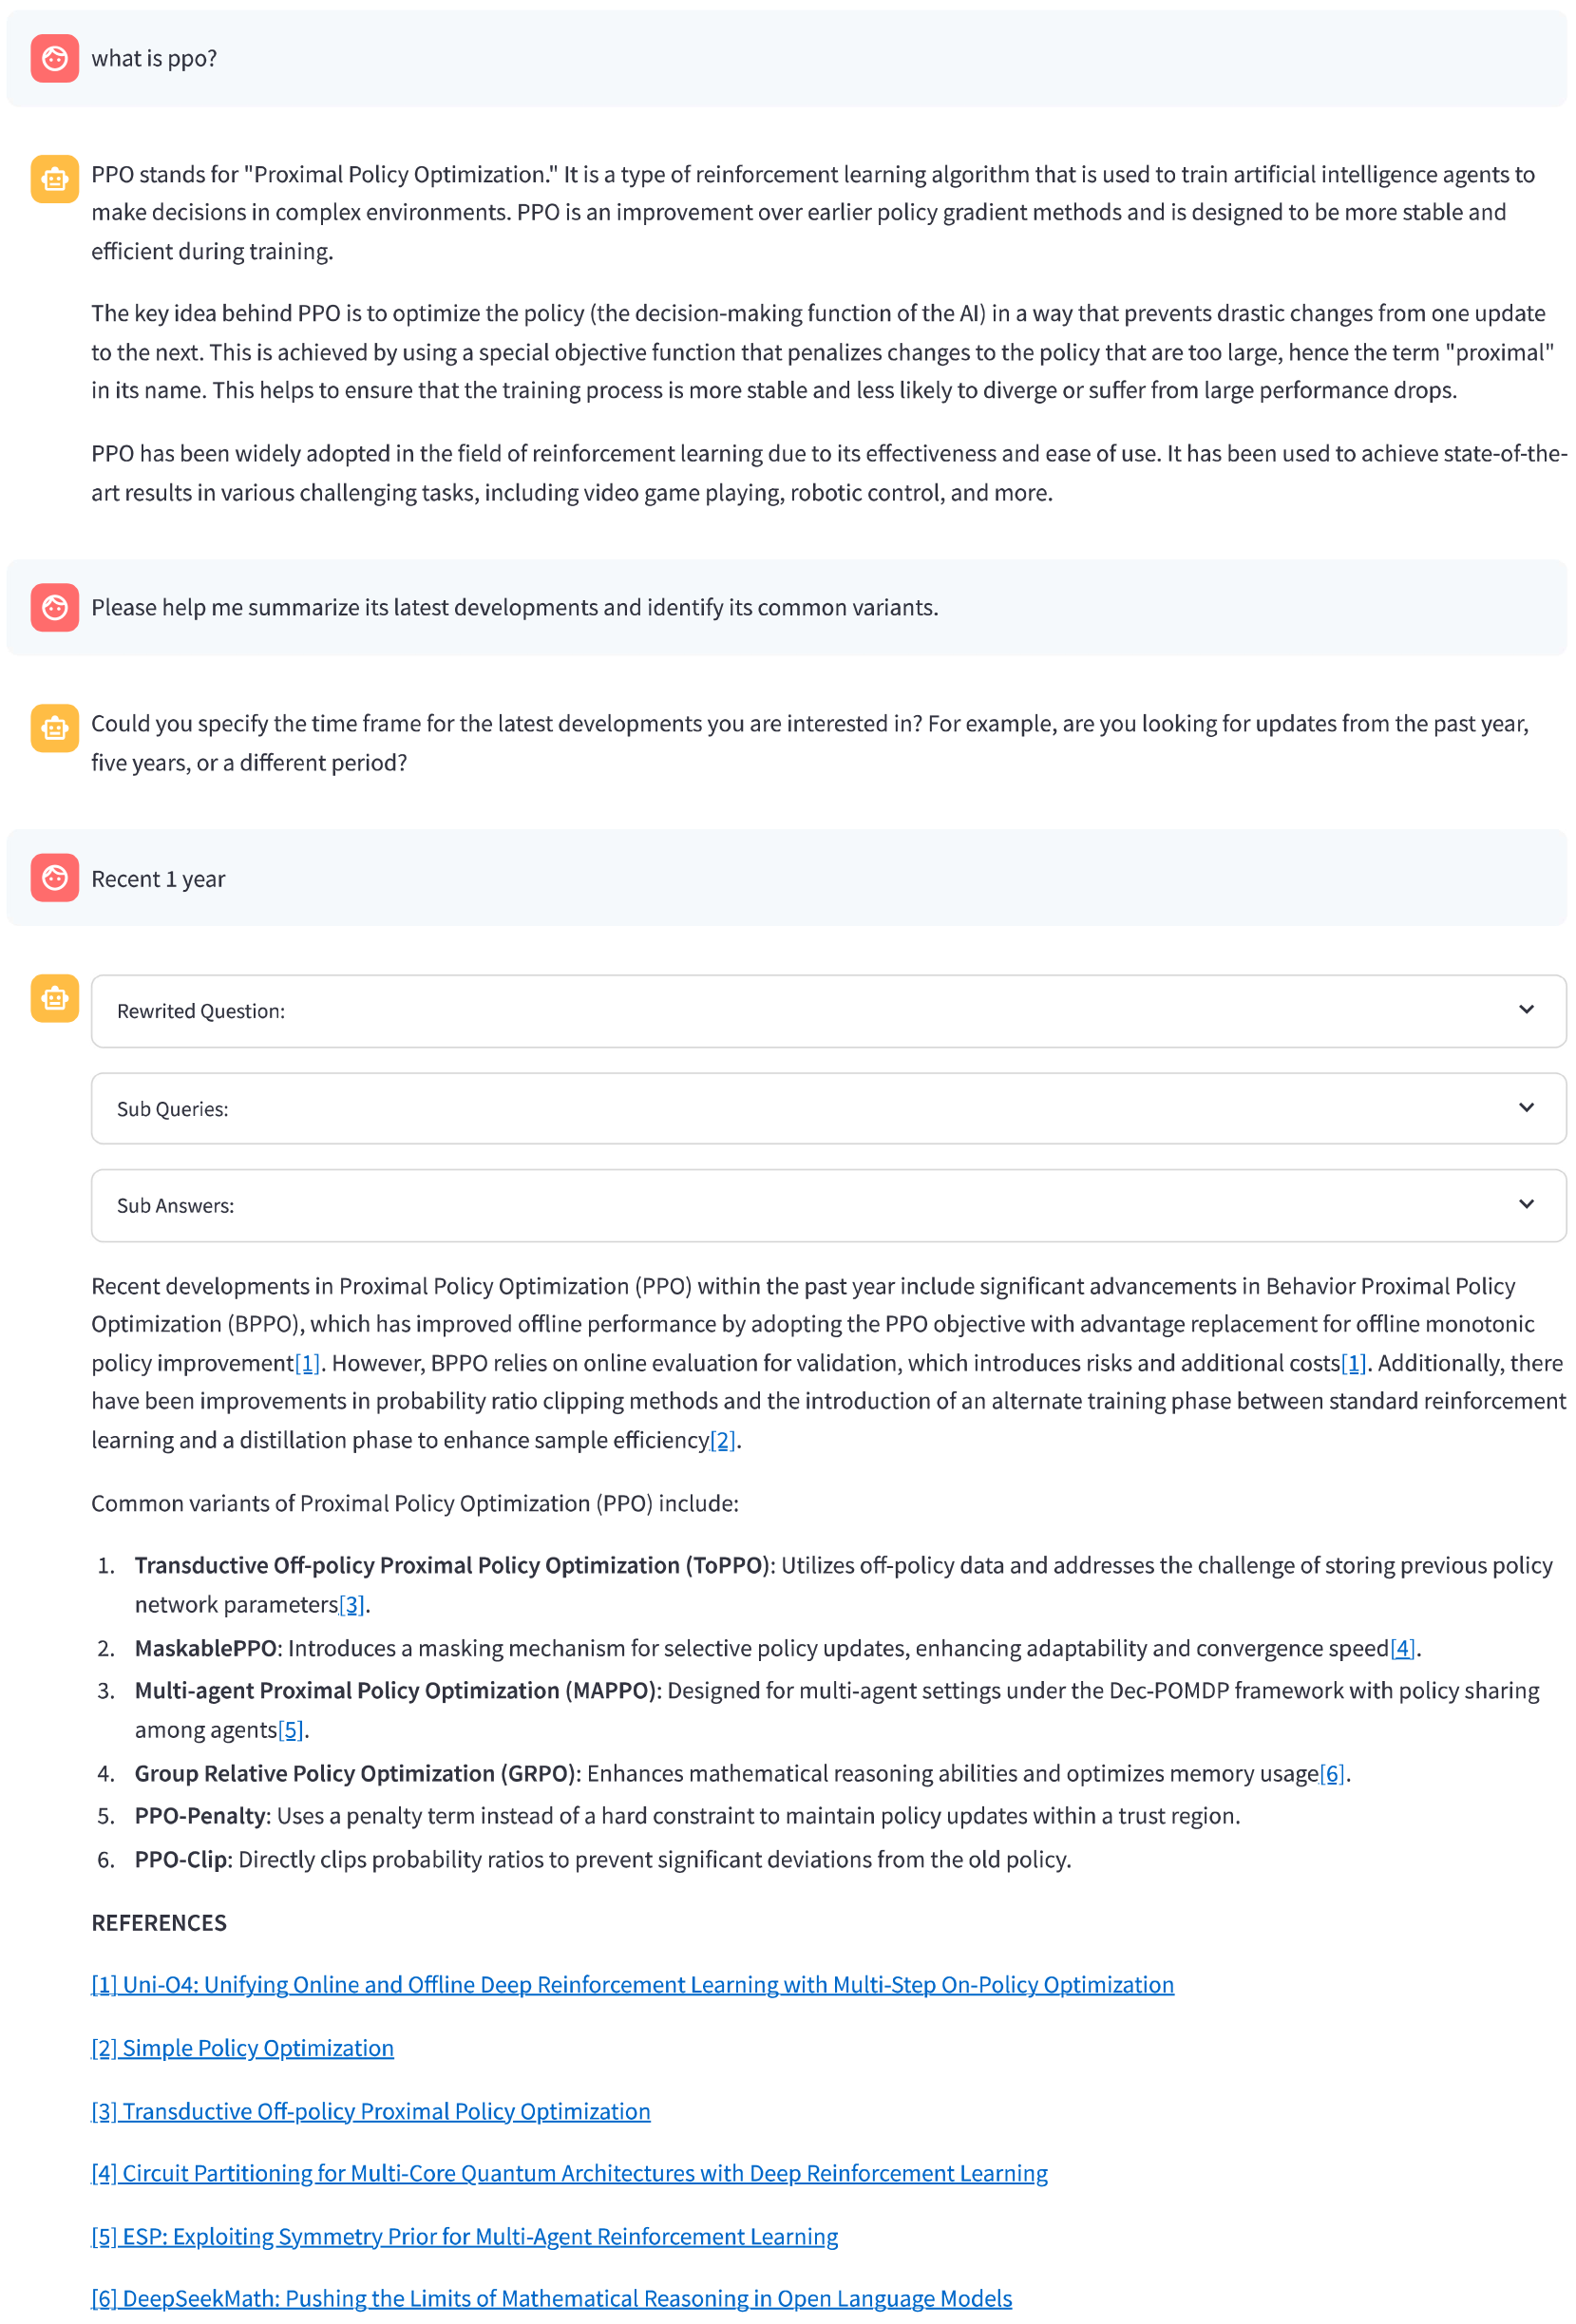 what is ppo?
PPO stands for "Proximal Policy Optimization." It is a type of reinforcement learning algorithm that is used to train artificial intelligence agents to
make decisions in complex environments. PPO is an improvement over earlier policy gradient methods and is designed to be more stable and
efficient during training.
The key idea behind PPO is to optimize the policy (the decision-making function of the AI) in a way that prevents drastic changes from one update
to the next. This is achieved by using a special objective function that penalizes changes to the policy that are too large, hence the term "proximal"
in its name. This helps to ensure that the training process is more stable and less likely to diverge or suffer from large performance drops.
PPO has been widely adopted in the field of reinforcement learning due to its effectiveness and ease of use. It has been used to achieve state-of-the-
art results in various challenging tasks, including video game playing, robotic control, and more.
Please help me summarize its latest developments and identify its common variants.
Could you specify the time frame for the latest developments you are interested in? For example, are you looking for updates from the past year,
five years, or a different period?
Recent 1 year
Rewrited Question:
Sub Queries:
Sub Answers:
Recent developments in Proximal Policy Optimization (PPO) within the past year include significant advancements in Behavior Proximal Policy
Optimization (BPPO), which has improved offline performance by adopting the PPO objective with advantage replacement for offline monotonic
policy improvement[1]. However, BPPO relies on online evaluation for validation, which introduces risks and additional costs[1]. Additionally, there
have been improvements in probability ratio clipping methods and the introduction of an alternate training phase between standard reinforcement
learning and a distillation phase to enhance sample efficiency[2].
Common variants of Proximal Policy Optimization (PPO) include:
1. Transductive Off-policy Proximal Policy Optimization (ToPPO): Utilizes off-policy data and addresses the challenge of storing previous policy
network parameters[3].
2. MaskablePPO: Introduces a masking mechanism for selective policy updates, enhancing adaptability and convergence speed[4].
3. Multi-agent Proximal Policy Optimization (MAPPO): Designed for multi-agent settings under the Dec-POMDP framework with policy sharing
among agents[5].
4. Group Relative Policy Optimization (GRPO): Enhances mathematical reasoning abilities and optimizes memory usage[6].
5. PPO-Penalty: Uses a penalty term instead of a hard constraint to maintain policy updates within a trust region.
6. PPO-Clip: Directly clips probability ratios to prevent significant deviations from the old policy.
REFERENCES
[1] Uni-O4: Unifying Online and Offline Deep Reinforcement Learning with Multi-Step On-Policy Optimization
[2] Simple Policy Optimization
[3] Transductive Off-policy Proximal Policy Optimization
[4] Circuit Partitioning for Multi-Core Quantum Architectures with Deep Reinforcement Learning
[5] ESP: Exploiting Symmetry Prior for Multi-Agent Reinforcement Learning
[6] DeepSeekMath: Pushing the Limits of Mathematical Reasoning in Open Language Models